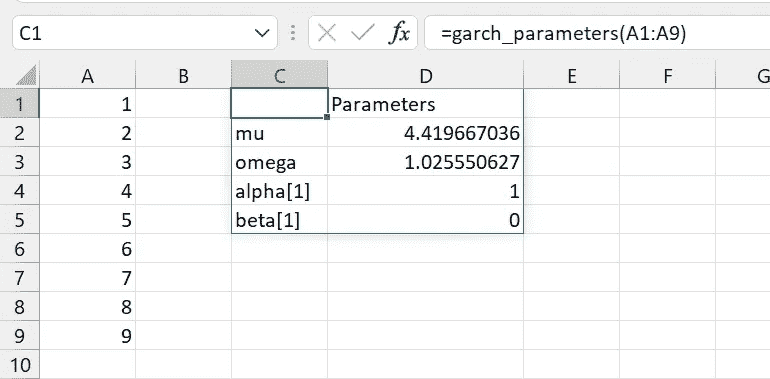 C1 fx =garch_parameters(A1:A9)
A B C D E F G
1 1 Parameters
2 2 mu 4.419667036
3 3 omega 1.025550627
4 4 alpha[1] 1
5 5 beta[1] 0
6 6
7 7
8 8
9 9
10